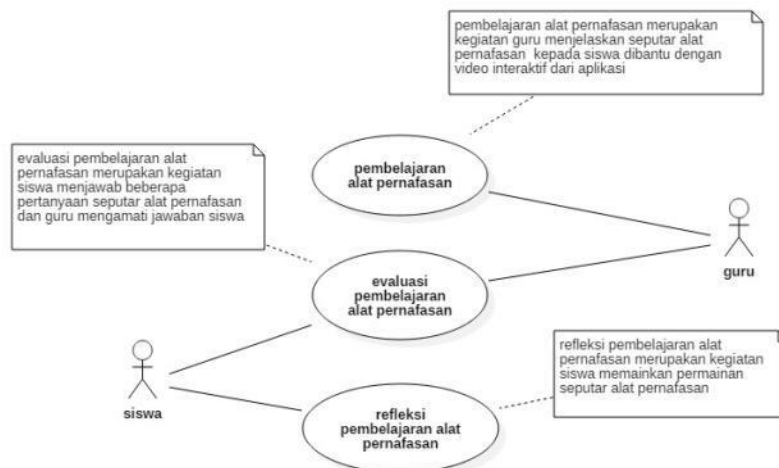 pembelajaran alat pernafasan merupakan
kegiatan guru menjelaskan seputar alat
pernafasan kepada siswa dibantu dengan
video interaktif dari aplikasi
evaluasi pembelajaran alat
pernafasan merupakan kegiatan
siswa menjawab beberapa
pertanyaan seputar alat pernafasan
dan guru mengamati jawaban siswa
pembelajaran
alat pernafasan
guru
evaluasi
pembelajaran
alat pernafasan
siswa
refleksi pembelajaran alat
pernafasan merupakan kegiatan
siswa memainkan permainan
seputar alat pernafasan
refleksi
pembelajaran alat
pernafasan